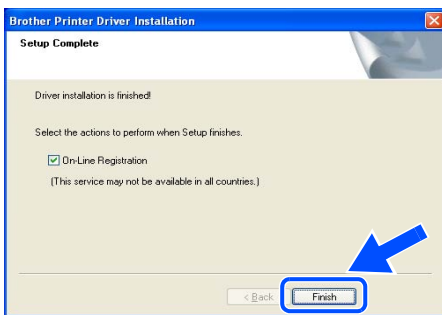 Brother Printer Driver Installation
Setup Complete
Driver installation is finished!
Select the actions to perform when Setup finishes.
On-Line Registration
(This service may not be available in all countries.)
< Back
Finish